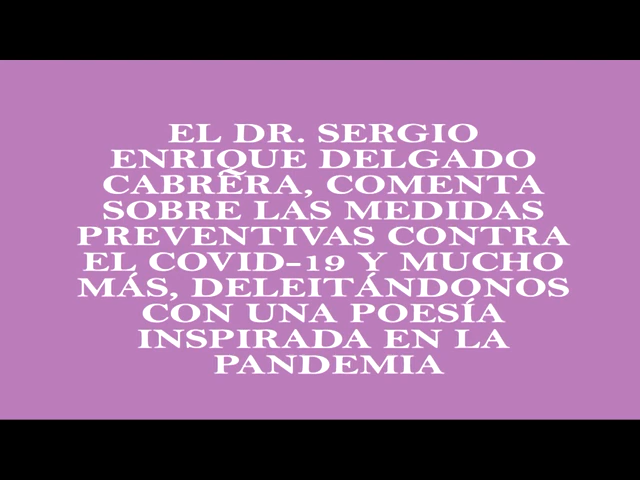 EL DR. SERGIO
ENRIQUE DELGADO
CABRERA, COMENTA
SOBRE LAS MEDIDAS
PREVENTIVAS CONTRA
EL COVID-19 Y MUCHO
MÁS, DELEITÁNDONOS
CON UNA POESÍA
INSPIRADA EN LA
PANDEMIA